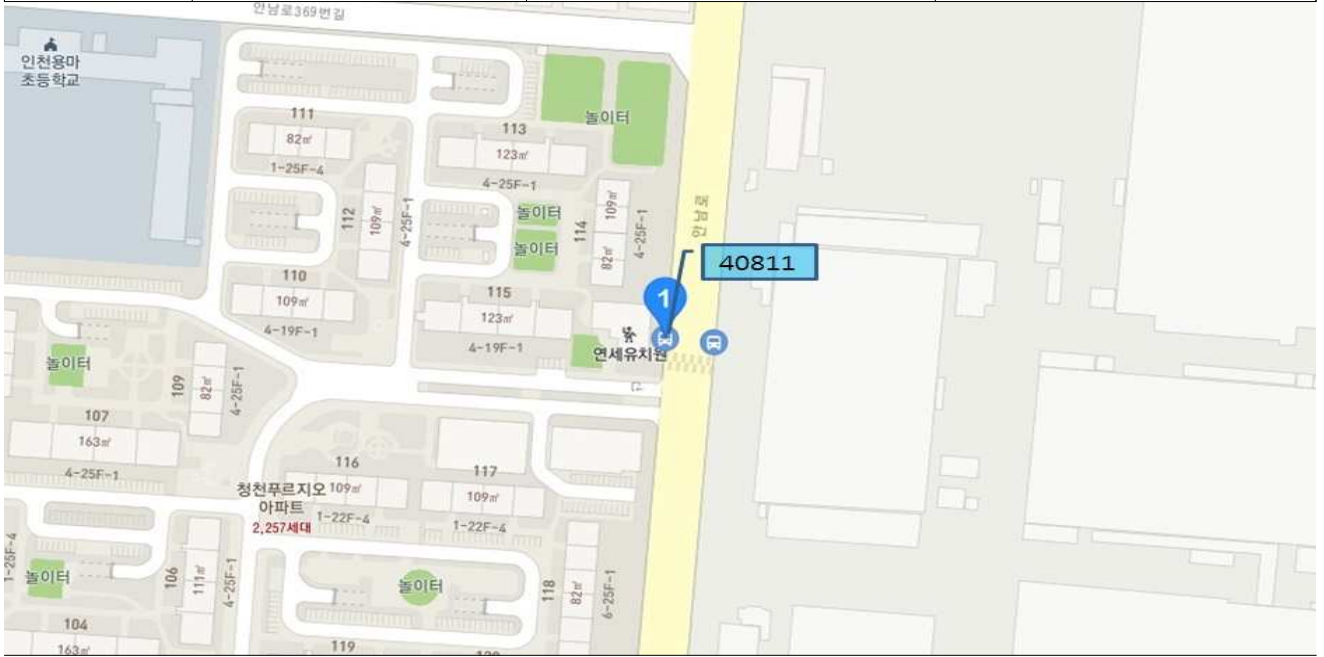 안남로369번길
인천용마
초등학교
111
82㎡
1-25F-4
112
109㎡
4-25F-1
113
123㎡
4-25F-1
놀이터
놀이터
놀이터
114
109㎡
82㎡
4-25F-1
안남로
40811
1
110
109㎡
4-19F-1
115
123㎡
4-19F-1
연세유치원
놀이터
109
82㎡
4-25F-1
107
163㎡
4-25F-1
116
109㎡
1-22F-4
117
109㎡
1-22F-4
청천푸르지오
아파트
2,257세대
1-25F-4
놀이터
106
111㎡
4-25F-1
놀이터
118
82㎡
6-25F-1
104
163㎡
119